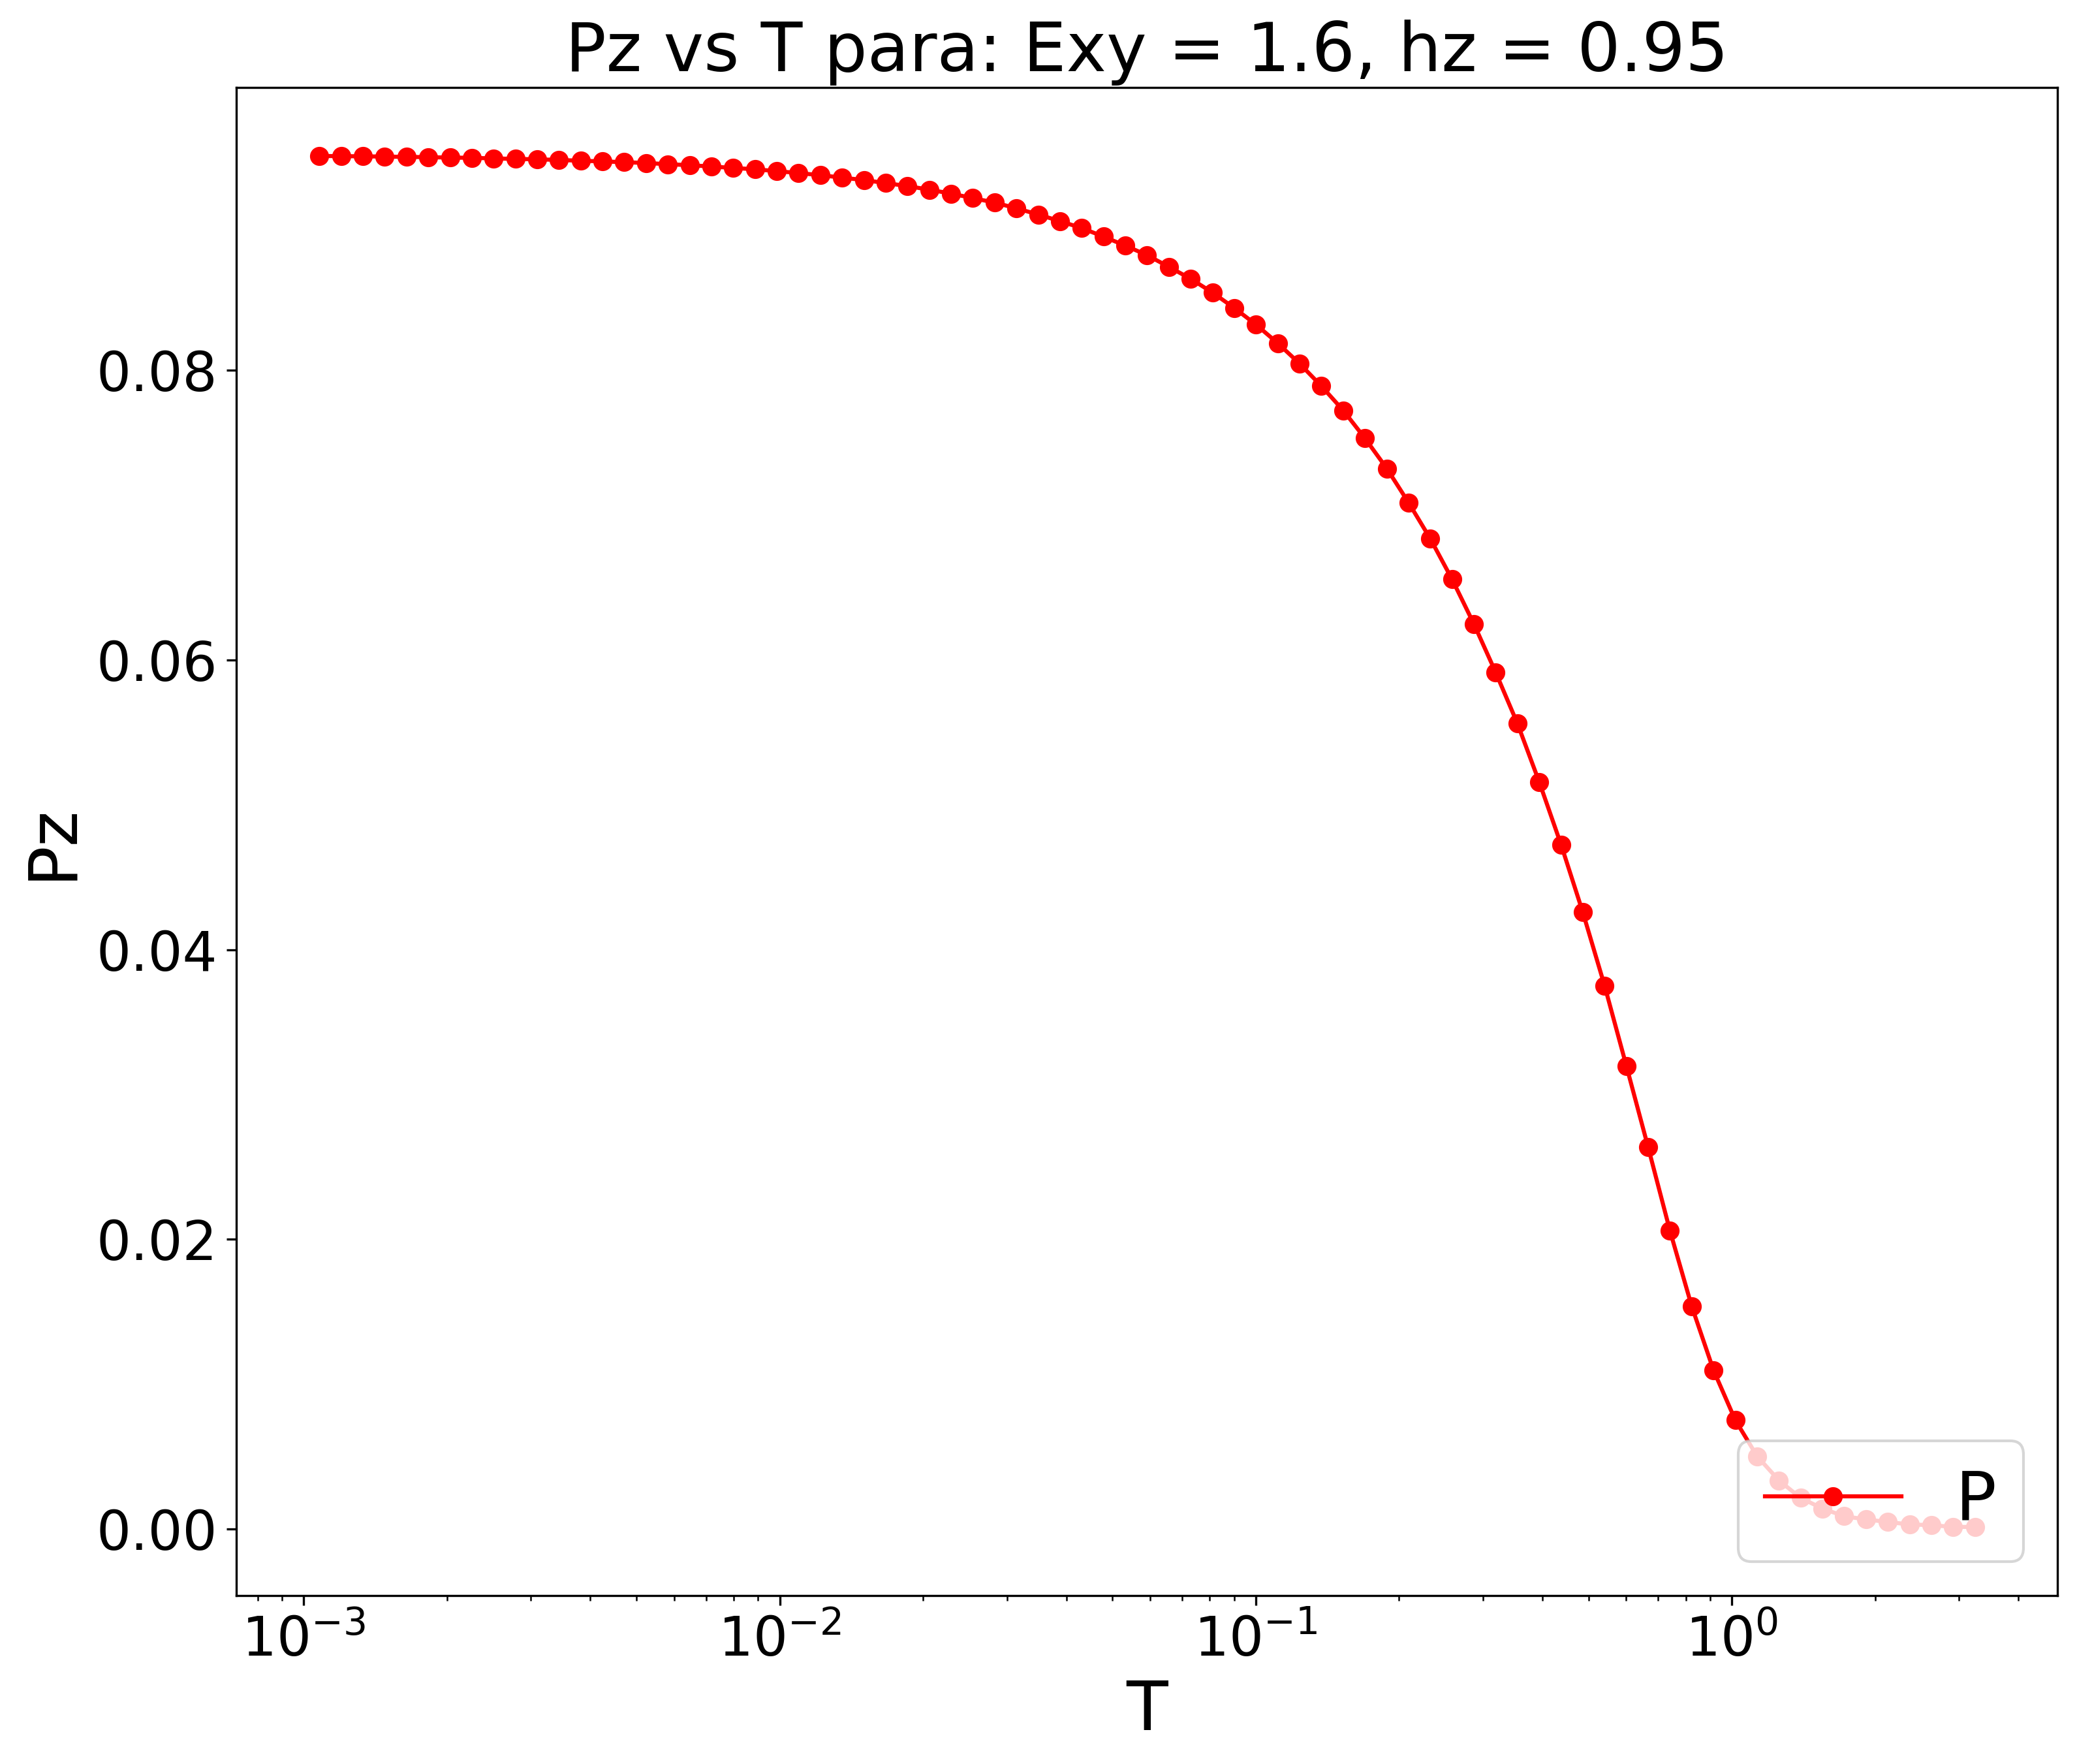 Pz vs T para: Exy = 1.6, hz = 0.95
Pz
0.08
0.06
0.04
0.02
0.00
P
10⁻³ 10⁻² 10⁻¹ 10⁰
T